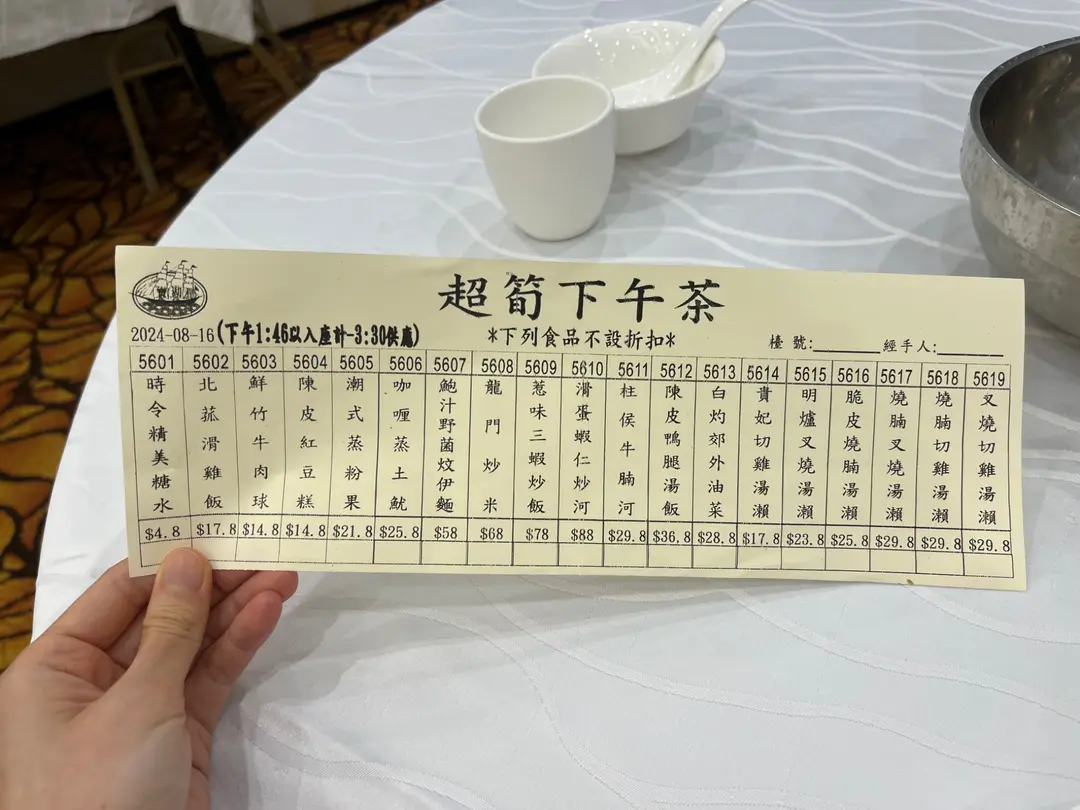 超筍下午茶
2024-08-16(下午1:46以入座計-3:30供應)
*下列食品不設折扣*
檯號:
經手人:
5601 時令精美糖水 $4.8
5602 北菰滑雞飯 $17.8
5603 鮮竹牛肉球 $14.8
5604 陳皮紅豆糕 $14.8
5605 潮式蒸粉果 $21.8
5606 咖喱蒸土魷 $25.8
5607 鮑汁野菌炆伊麵 $58
5608 龍門炒米 $68
5609 惹味三蝦炒飯 $78
5610 滑蛋蝦仁炒河 $88
5611 柱侯牛腩河 $29.8
5612 陳皮鴨腿湯飯 $36.8
5613 白灼郊外油菜 $28.8
5614 貴妃切雞湯瀨 $17.8
5615 明爐叉燒湯瀨 $23.8
5616 脆皮燒腩湯瀨 $25.8
5617 燒腩叉燒湯瀨 $29.8
5618 燒腩切雞湯瀨 $29.8
5619 叉燒切雞湯瀨 $29.8